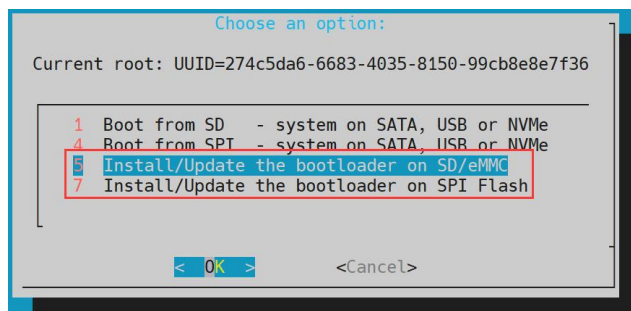 Choose an option:
Current root: UUID=274c5da6-6683-4035-8150-99cb8e8e7f36
1 Boot from SD - system on SATA, USB or NVMe
4 Boot from SPI - system on SATA, USB or NVMe
5 Install/Update the bootloader on SD/eMMC
7 Install/Update the bootloader on SPI Flash
< OK > <Cancel>